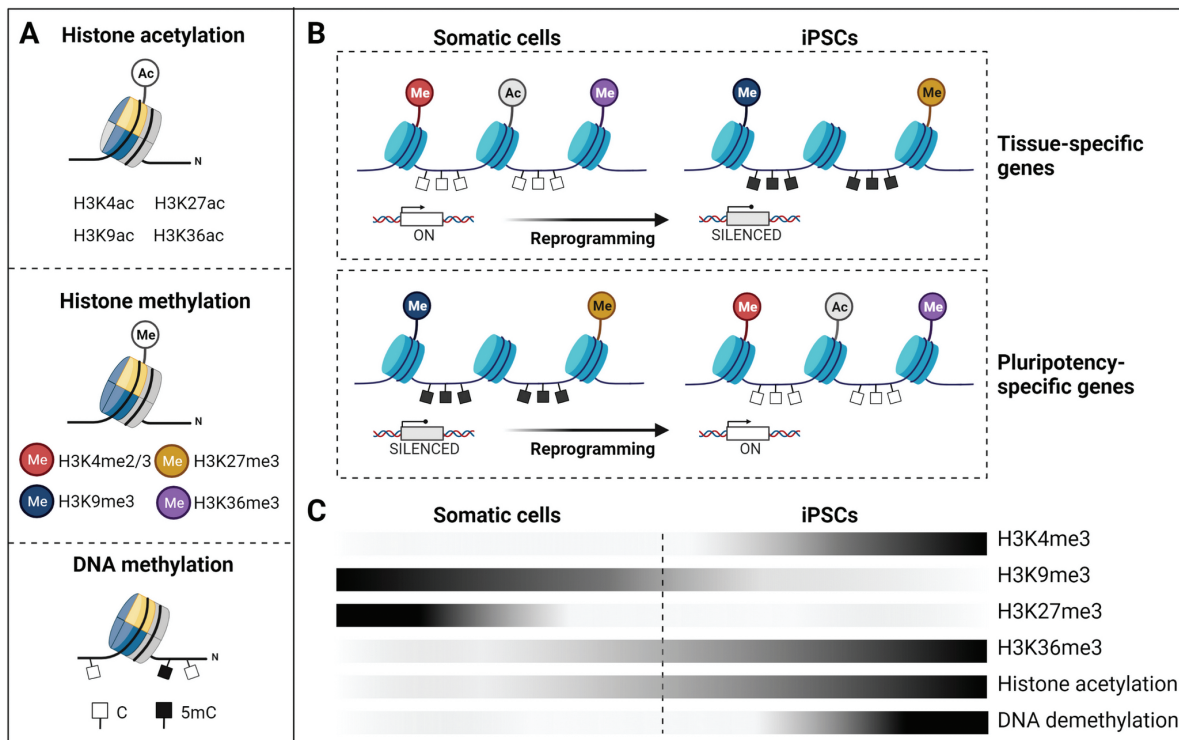 A
Histone acetylation
Ac
N
H3K4ac H3K27ac
H3K9ac H3K36ac
Histone methylation
Me
N
Me H3K4me2/3 Me H3K27me3
Me H3K9me3 Me H3K36me3
DNA methylation
N
C 5mC
B
Somatic cells iPSCs
Me Ac Me Me Me
Tissue-specific
genes
ON Reprogramming SILENCED
Me Me Me Ac Me
Pluripotency-
specific genes
SILENCED Reprogramming ON
C
Somatic cells iPSCs
H3K4me3
H3K9me3
H3K27me3
H3K36me3
Histone acetylation
DNA demethylation